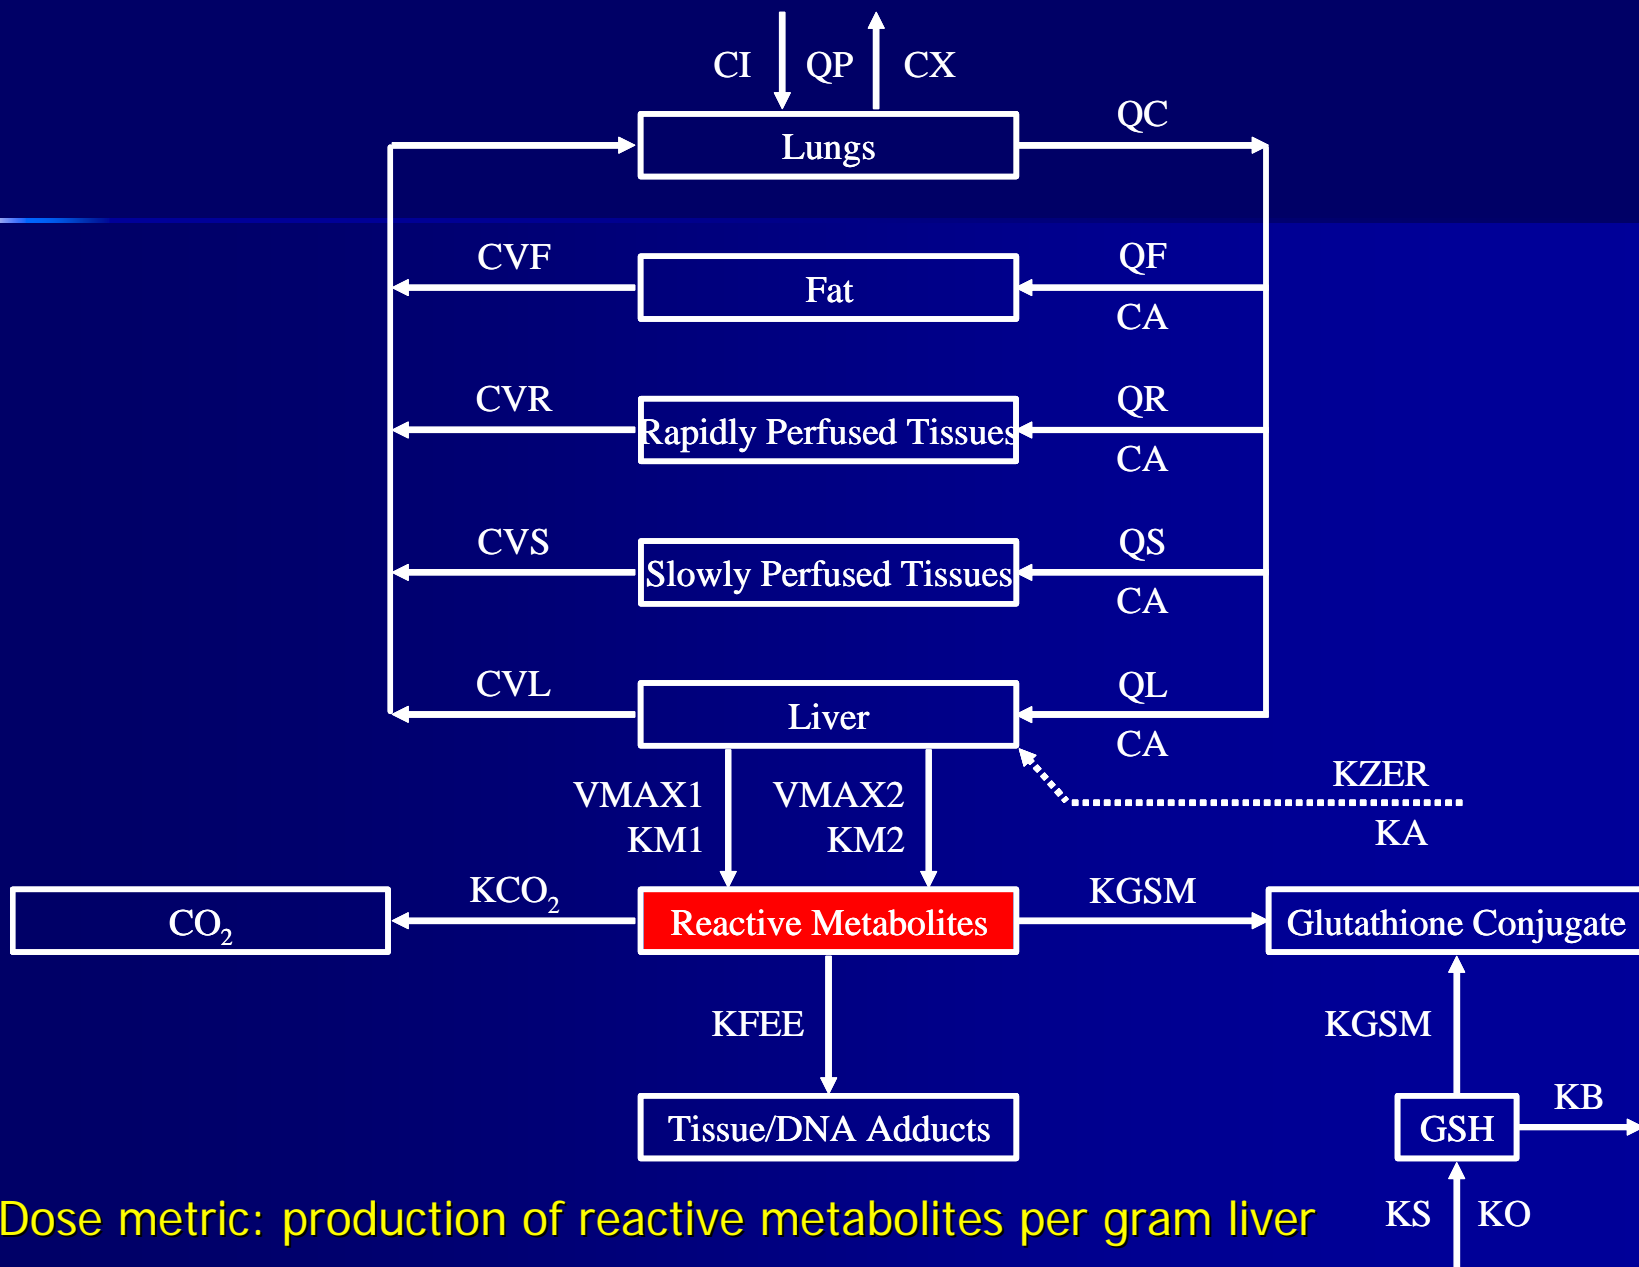 CI QP CX
QC
Lungs
CVF QF
Fat
CA
CVR QR
Rapidly Perfused Tissues
CA
CVS QS
Slowly Perfused Tissues
CA
CVL QL
Liver
CA
KZER
VMAX1 VMAX2
KM1 KM2 KA
KCO₂ KGSM
CO₂ Reactive Metabolites Glutathione Conjugate
KFEE KGSM
KB
Tissue/DNA Adducts GSH
Dose metric: production of reactive metabolites per gram liver
KS KO